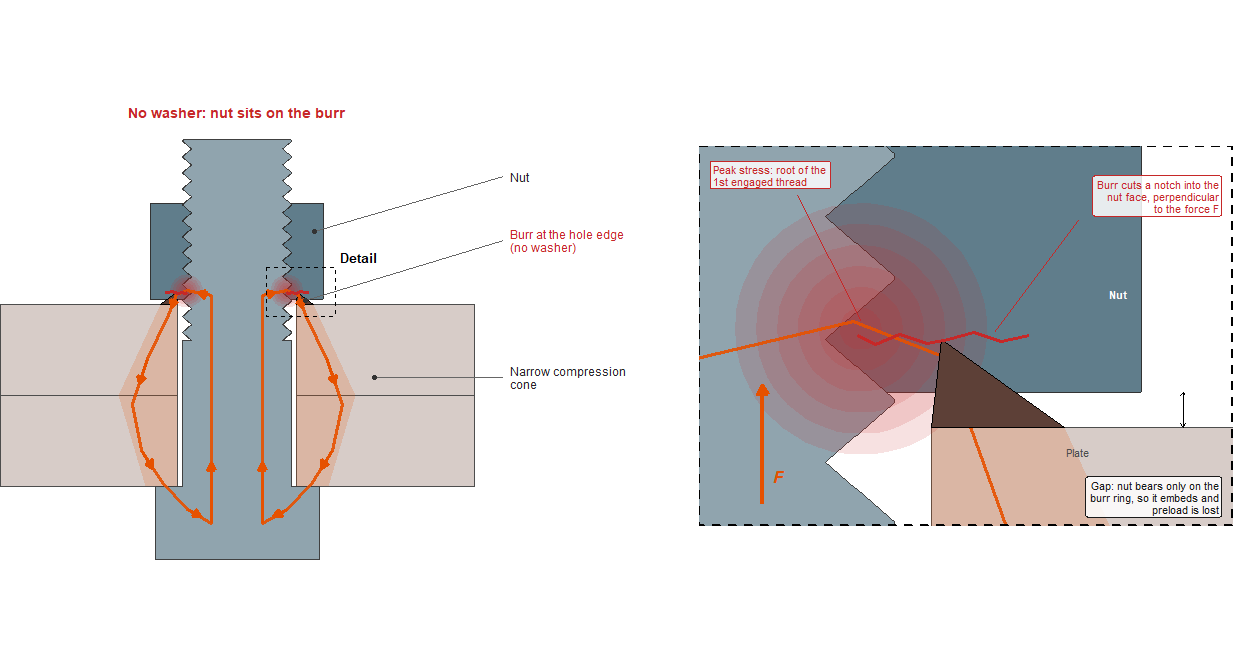 No washer: nut sits on the burr
Nut
Burr at the hole edge
(no washer)
Detail
Narrow compression
cone
Peak stress: root of the
1st engaged thread
Burr cuts a notch into the
nut face, perpendicular
to the force F
Nut
F
Plate
Gap: nut bears only on the
burr ring, so it embeds and
preload is lost